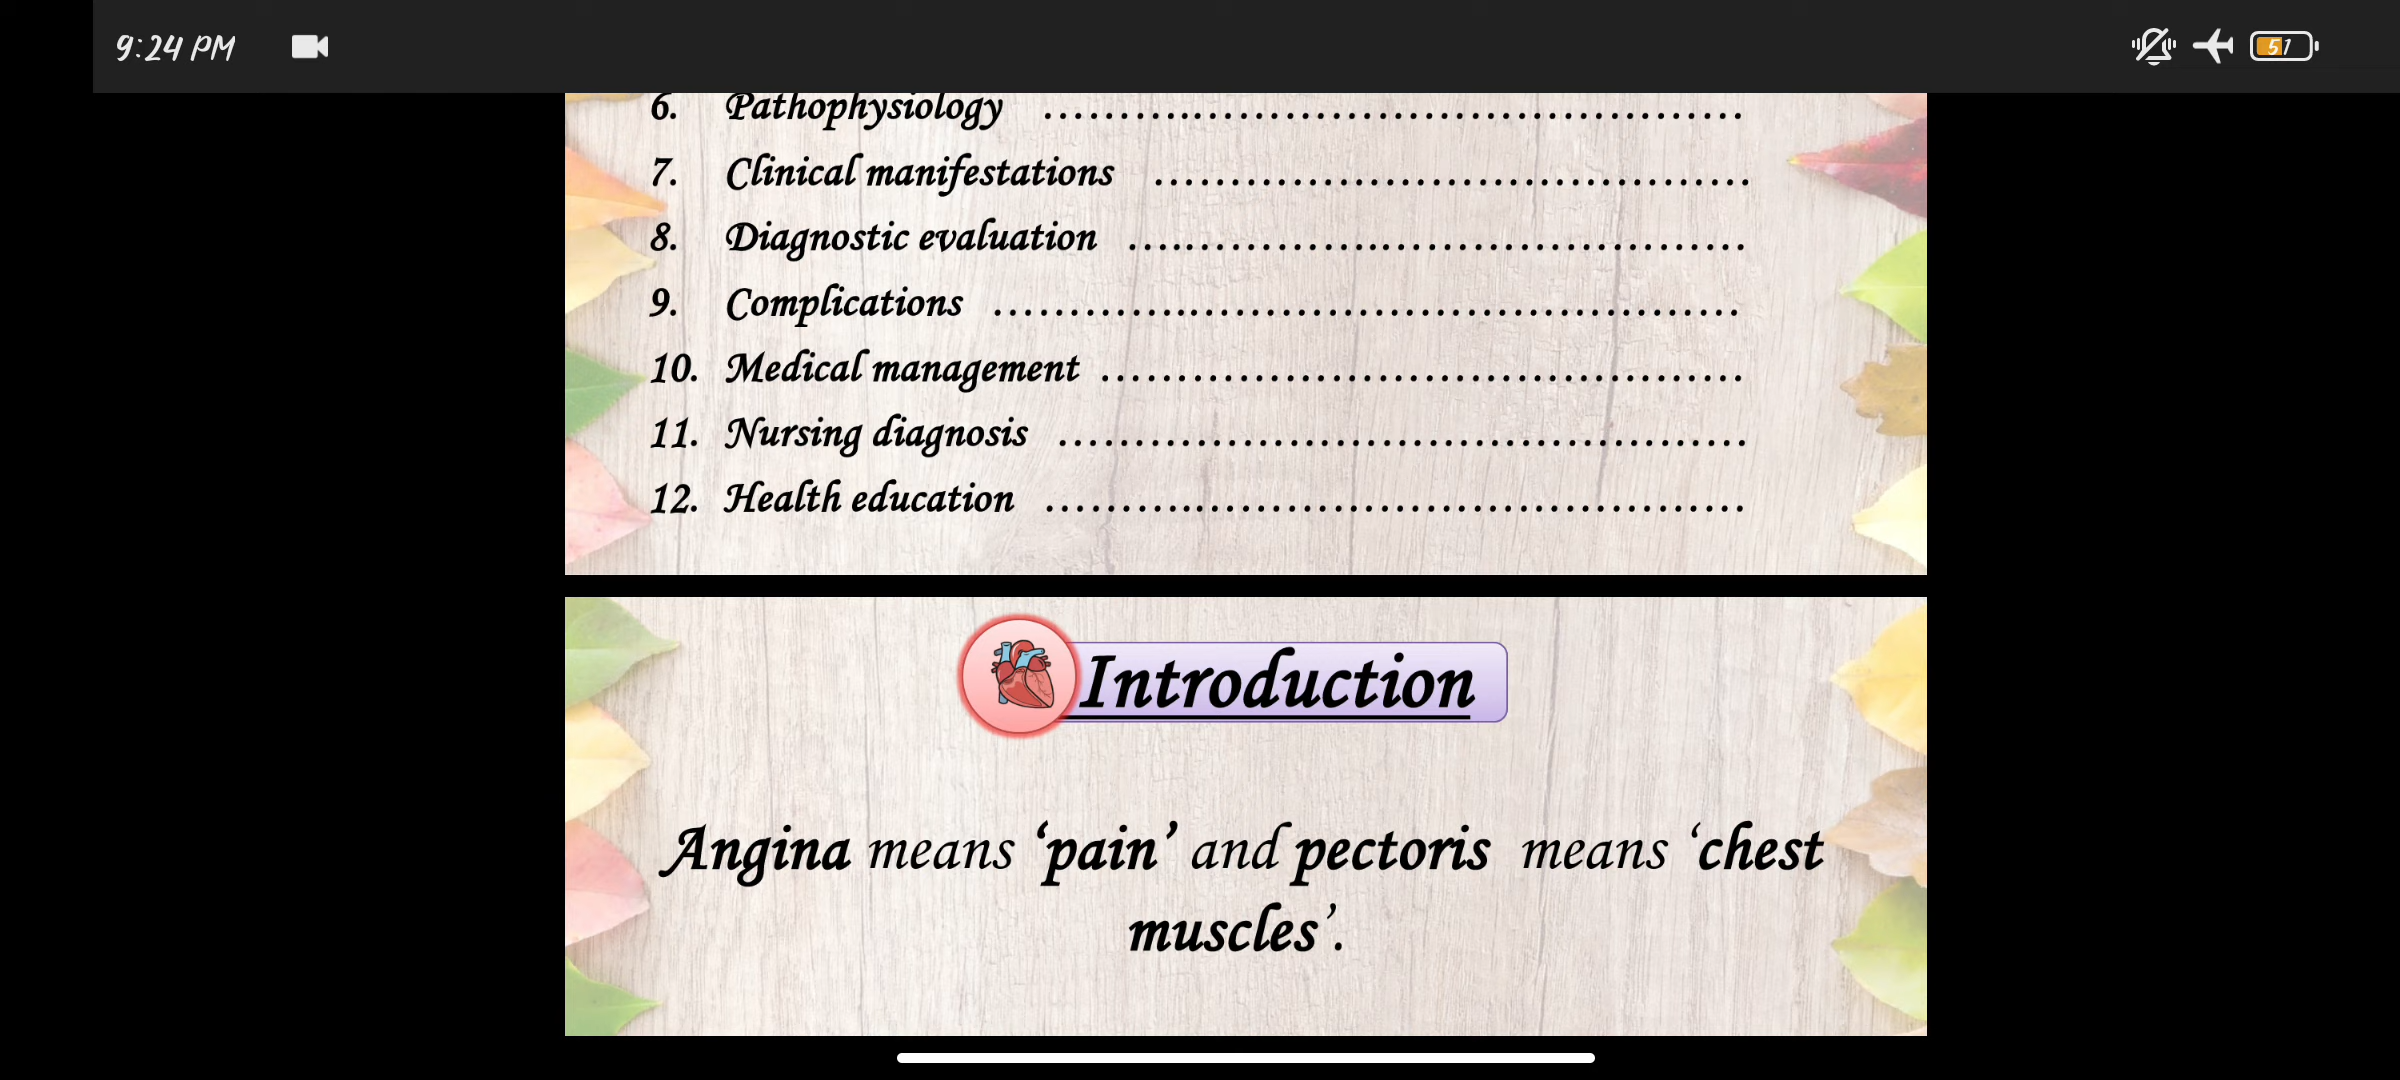 9:24 PM
51
6. Pathophysiology ................................................
7. Clinical manifestations .......................................
8. Diagnostic evaluation .........................................
9. Complications .................................................
10. Medical management ..........................................
11. Nursing diagnosis .............................................
12. Health education ..............................................
Introduction
Angina means ‘pain’ and pectoris means ‘chest
muscles’.